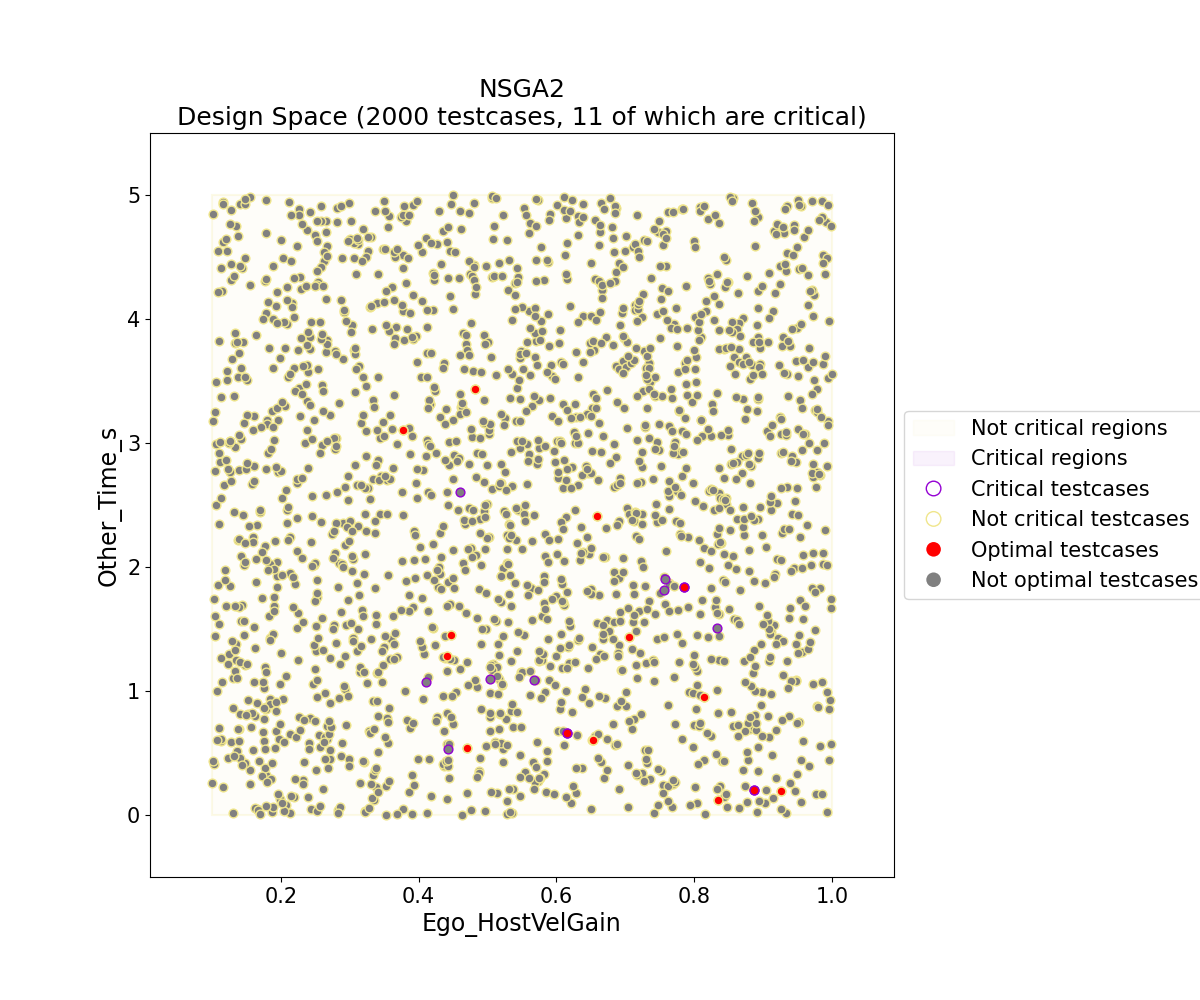 NSGA2
Design Space (2000 testcases, 11 of which are critical)
5
4
3
2
1
0
Other_Time_s
0.2
0.4
0.6
0.8
1.0
Ego_HostVelGain
Not critical regions
Critical regions
Critical testcases
Not critical testcases
Optimal testcases
Not optimal testcases